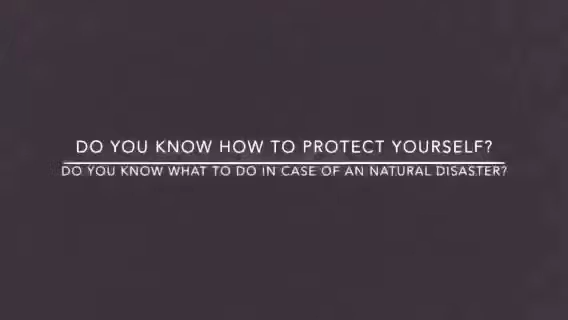 DO YOU KNOW HOW TO PROTECT YOURSELF?
DO YOU KNOW WHAT TO DO IN CASE OF AN NATURAL DISASTER?